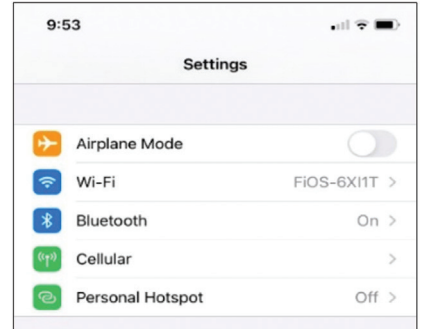 9:53
Settings
Airplane Mode
Wi-Fi FiOS-6XI1T >
Bluetooth On >
Cellular >
Personal Hotspot Off >